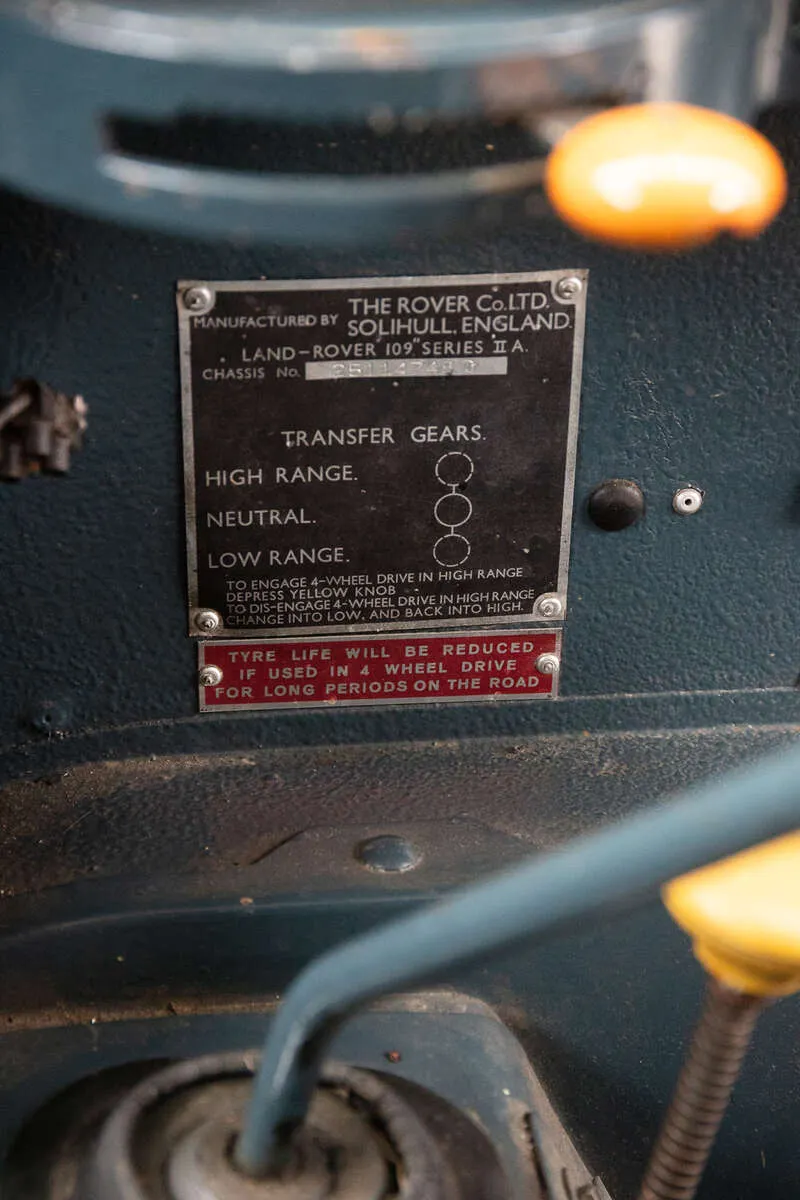 MANUFACTURED BY THE ROVER Co. LTD.
SOLIHULL, ENGLAND.
LAND-ROVER 109" SERIES II A.
CHASSIS No.
TRANSFER GEARS.
HIGH RANGE.
NEUTRAL.
LOW RANGE.
TO ENGAGE 4-WHEEL DRIVE IN HIGH RANGE
DEPRESS YELLOW KNOB
TO DIS-ENGAGE 4-WHEEL DRIVE IN HIGH RANGE
CHANGE INTO LOW, AND BACK INTO HIGH.
TYRE LIFE WILL BE REDUCED
IF USED IN 4 WHEEL DRIVE
FOR LONG PERIODS ON THE ROAD